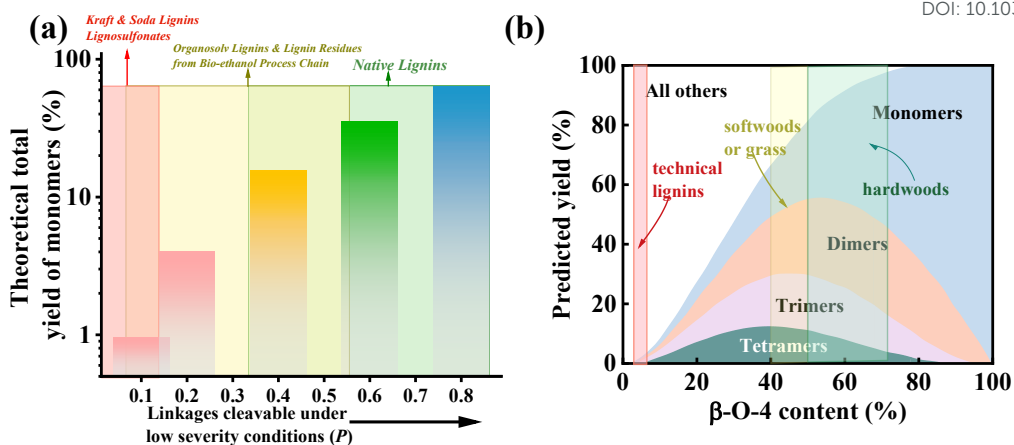 DOI: 10.103
(a)
Kraft & Soda Lignins
Lignosulfonates
Organosolv Lignins & Lignin Residues
from Bio-ethanol Process Chain
Native Lignins
Theoretical total
yield of monomers (%)
100
10
1
0.1 0.2 0.3 0.4 0.5 0.6 0.7 0.8
Linkages cleavable under
low severity conditions (P)
(b)
Predicted yield (%)
100
80
60
40
20
0
All others
Monomers
softwoods
or grass
technical
lignins
hardwoods
Dimers
Trimers
Tetramers
0 20 40 60 80 100
β-O-4 content (%)